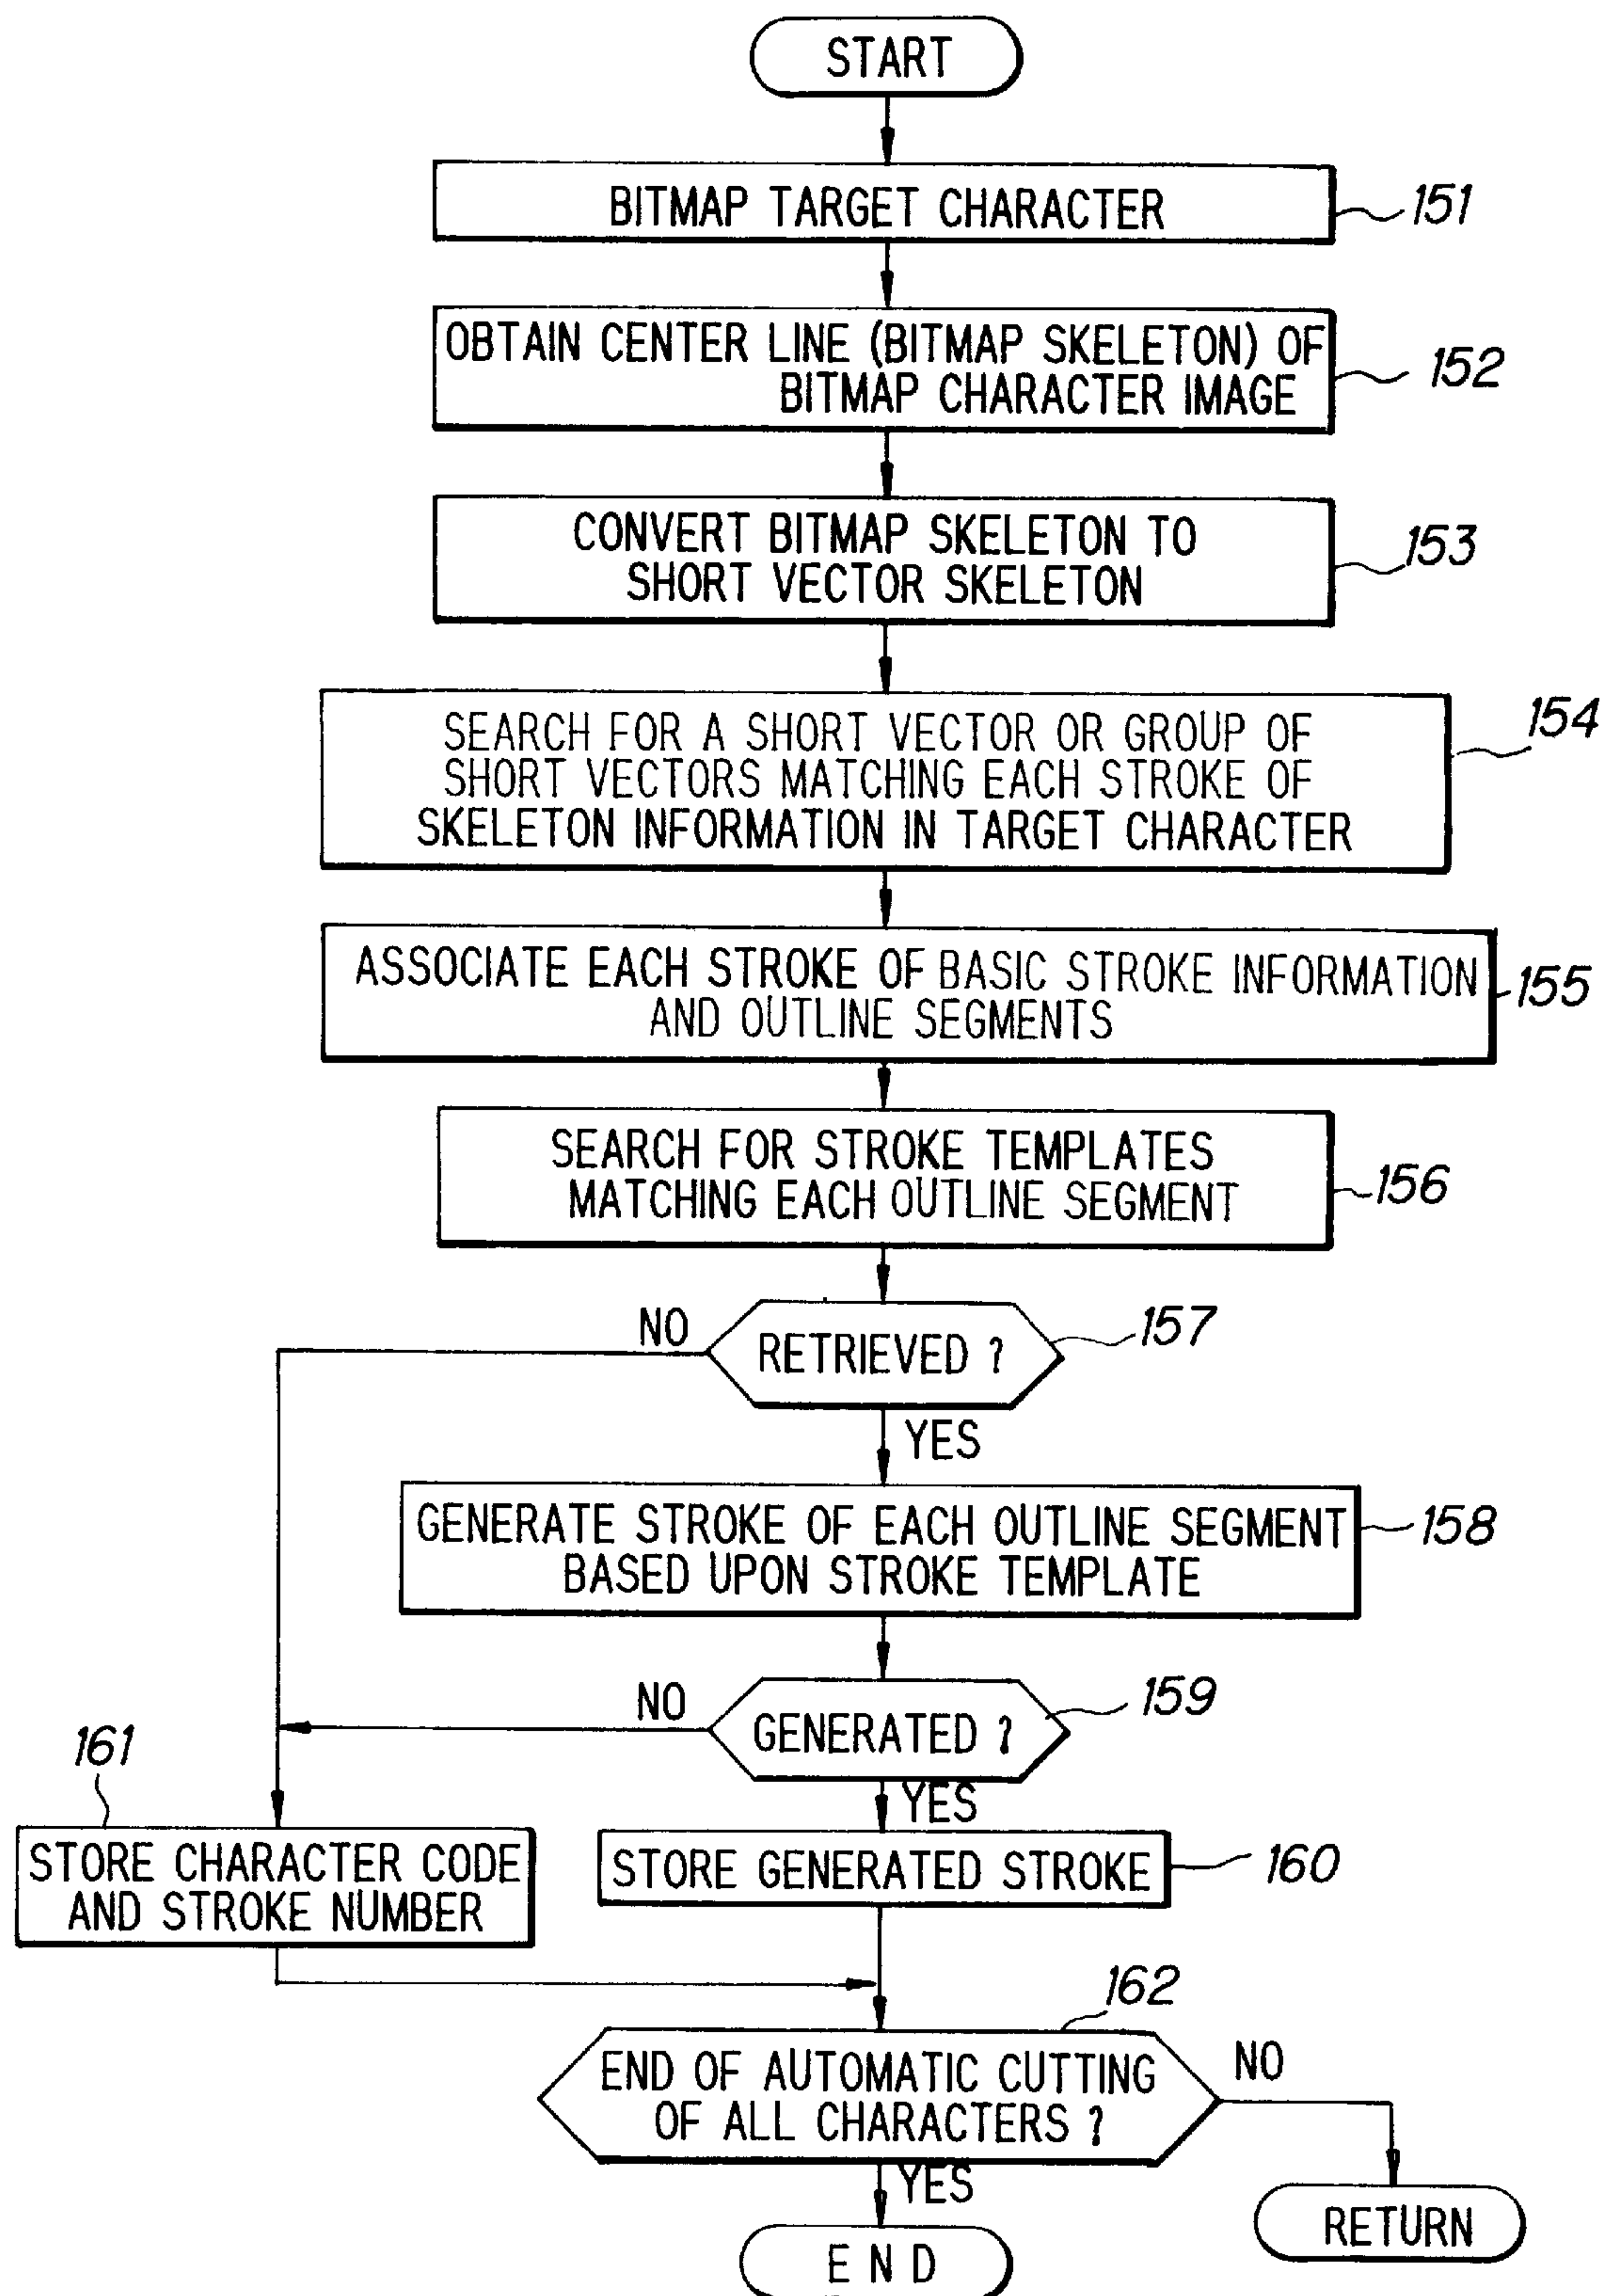 START
BITMAP TARGET CHARACTER
151
OBTAIN CENTER LINE (BITMAP SKELETON) OF
BITMAP CHARACTER IMAGE
152
CONVERT BITMAP SKELETON TO
SHORT VECTOR SKELETON
153
SEARCH FOR A SHORT VECTOR OR GROUP OF
SHORT VECTORS MATCHING EACH STROKE OF
SKELETON INFORMATION IN TARGET CHARACTER
154
ASSOCIATE EACH STROKE OF BASIC STROKE INFORMATION
AND OUTLINE SEGMENTS
155
SEARCH FOR STROKE TEMPLATES
MATCHING EACH OUTLINE SEGMENT
156
NO
RETRIEVED ?
157
YES
GENERATE STROKE OF EACH OUTLINE SEGMENT
BASED UPON STROKE TEMPLATE
158
NO
GENERATED ?
159
YES
161
STORE CHARACTER CODE
AND STROKE NUMBER
STORE GENERATED STROKE
160
162
END OF AUTOMATIC CUTTING
OF ALL CHARACTERS ?
NO
YES
RETURN
END